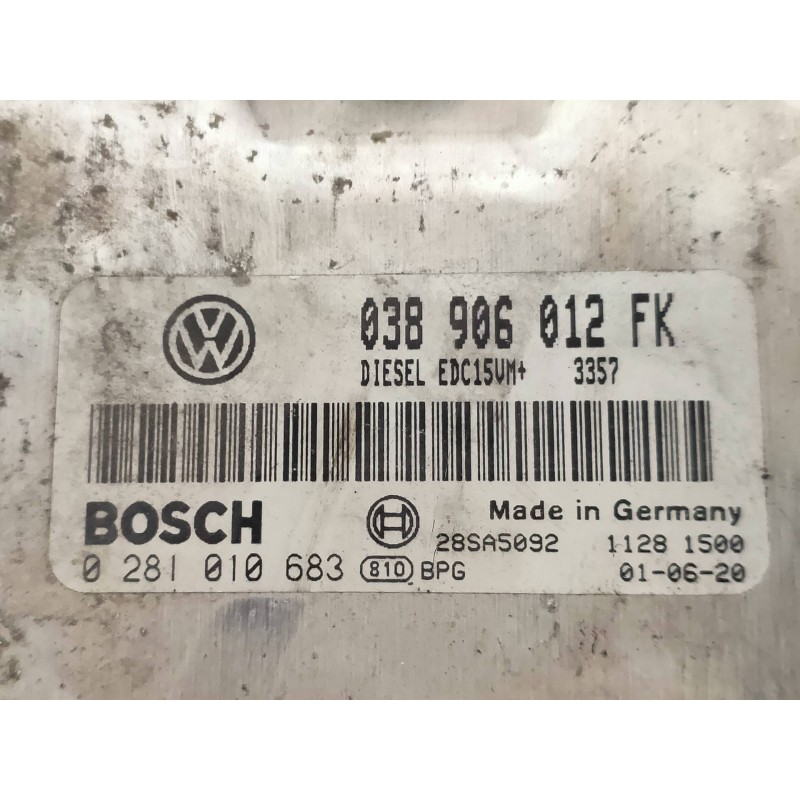 038 906 012 FK
DIESEL EDC15VM+ 3357
BOSCH
Made in Germany
28SA5092 1128 1500
0 281 010 683 810 BPG 01-06-20